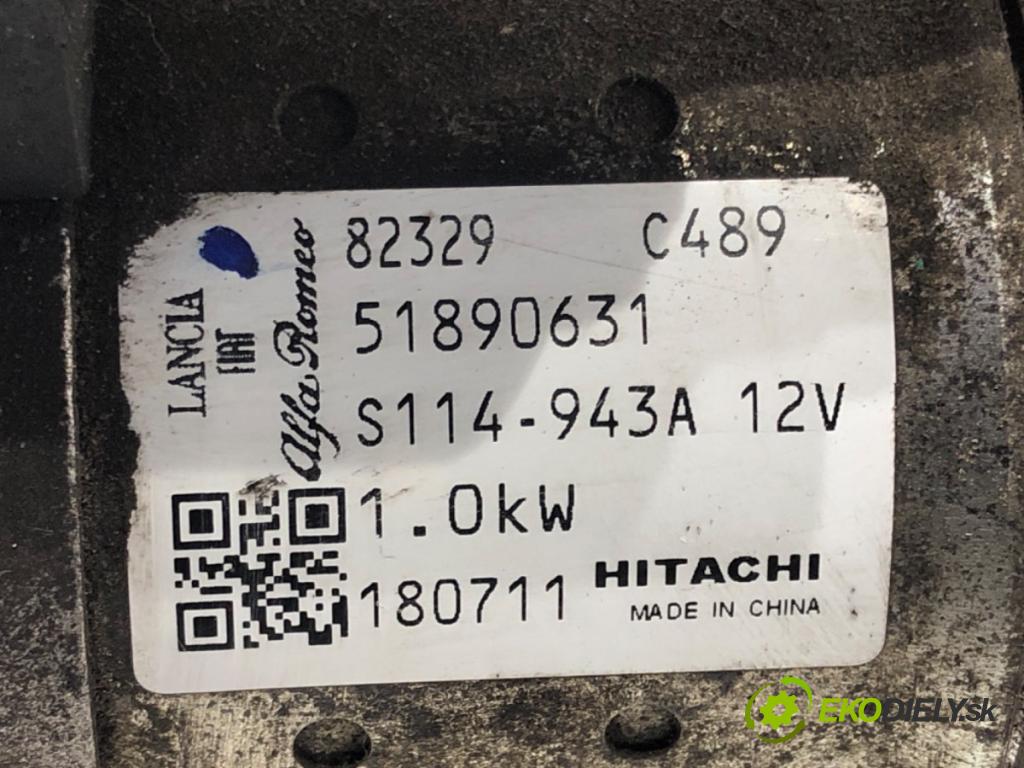 82329 C489
51890631
S114-943A 12V
1.0kW
180711 HITACHI
MADE IN CHINA
LANCIA
FIAT
Alfa Romeo
EKODIELY.sk